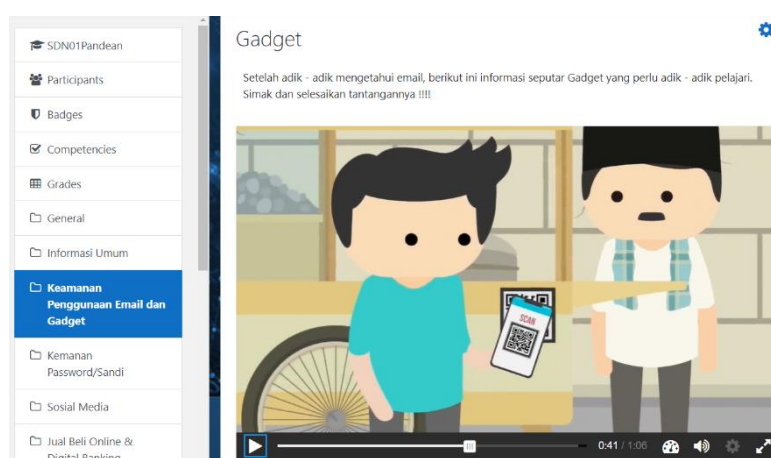 SDN01Pandean
Participants
Badges
Competencies
Grades
General
Informasi Umum
Keamanan
Penggunaan Email dan
Gadget
Kemanan
Password/Sandi
Sosial Media
Jual Beli Online &
Digital Banking
Gadget
Setelah adik - adik mengetahui email, berikut ini informasi seputar Gadget yang perlu adik - adik pelajari.
Simak dan selesaikan tantangannya !!!!
SCAN
0:41 / 1:06